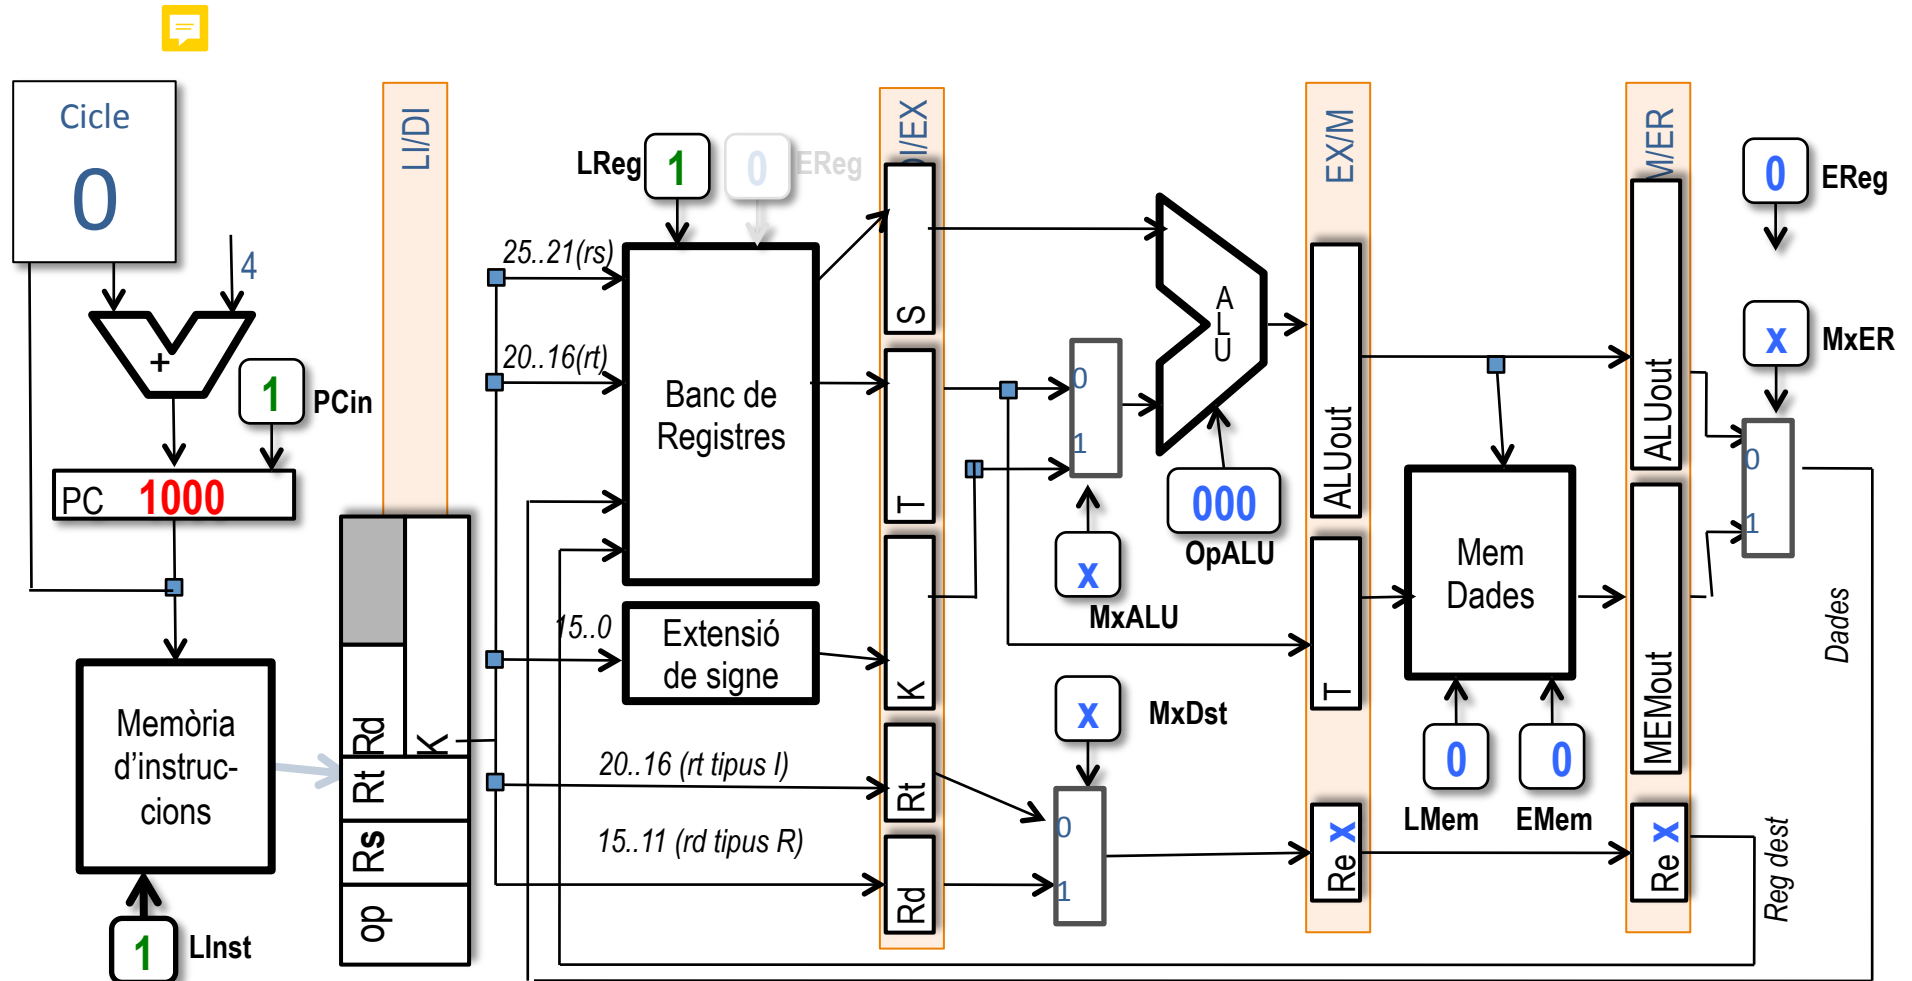 Cicle
0
4
+
1
PCin
PC 1000
Memòria
d'instruc-
cions
1
LInst
LI/DI
Rd
K
Rt
Rs
op
LReg
1
0
EReg
25..21(rs)
20..16(rt)
Banc de
Registres
15..0
Extensió
de signe
20..16 (rt tipus I)
15..11 (rd tipus R)
DI/EX
S
T
K
Rt
Rd
0
1
x
MxALU
ALU
000
OpALU
x
MxDst
0
1
EX/M
ALUout
T
Re x
Mem
Dades
0
LMem
0
EMem
M/ER
ALUout
MEMout
Re x
0
EReg
x
MxER
0
1
Dades
Reg dest